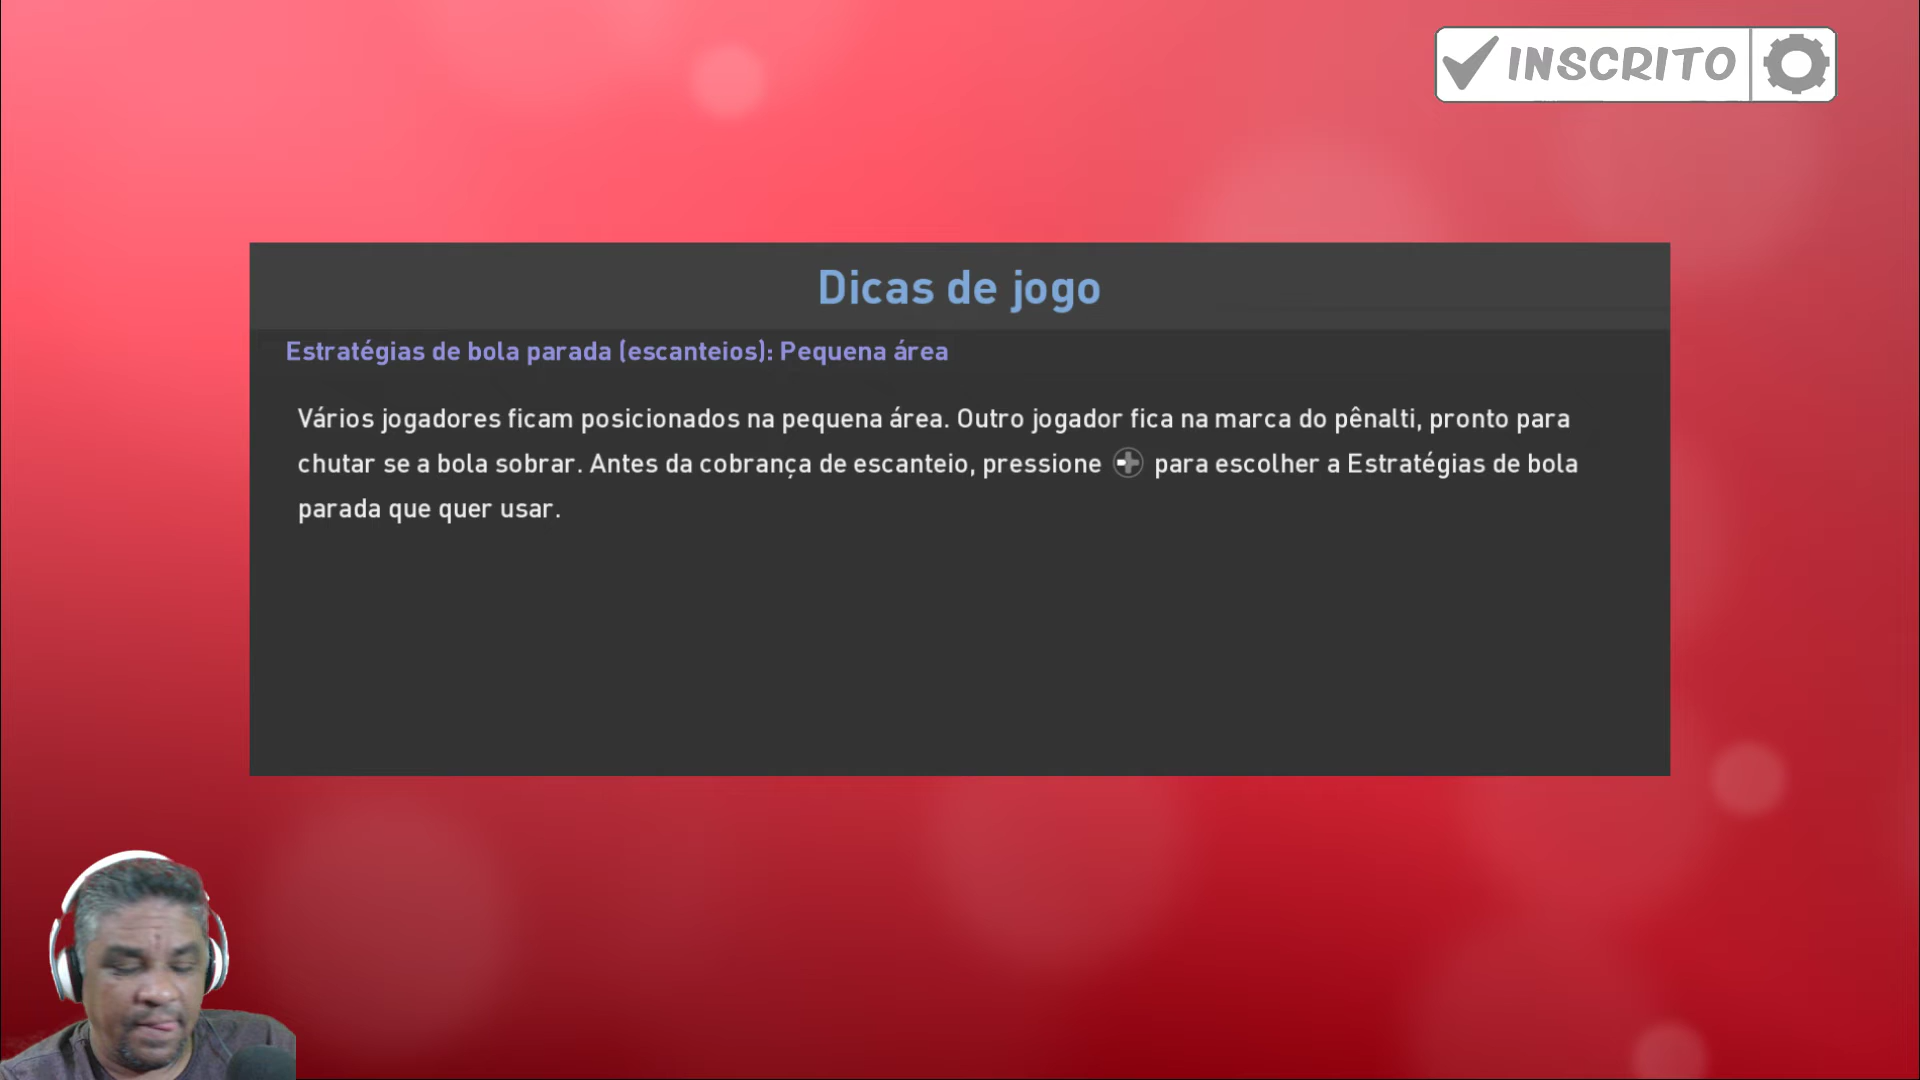 INSCRITO
Dicas de jogo
Estratégias de bola parada (escanteios): Pequena área
Vários jogadores ficam posicionados na pequena área. Outro jogador fica na marca do pênalti, pronto para
chutar se a bola sobrar. Antes da cobrança de escanteio, pressione para escolher a Estratégias de bola
parada que quer usar.